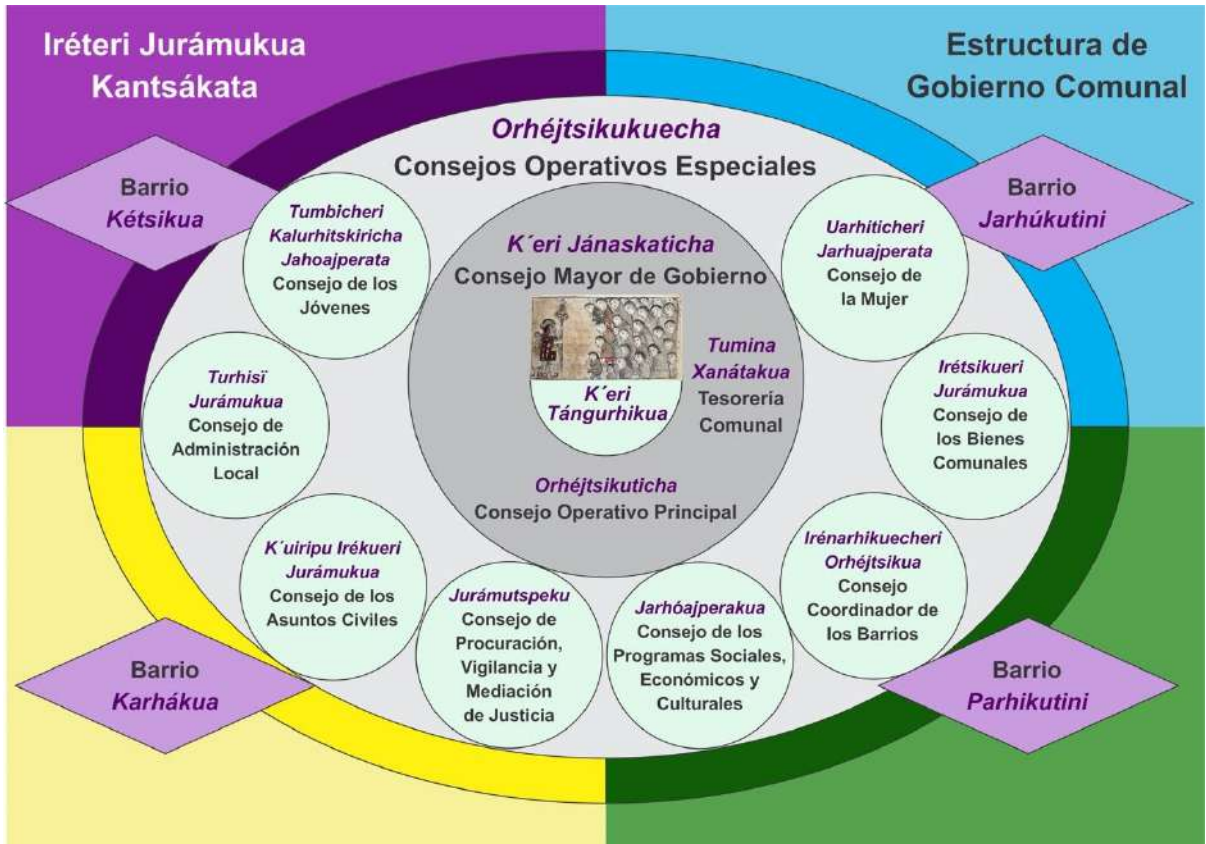 Iréteri Jurámukua
Kantsákata
Estructura de
Gobierno Comunal
Orhéjtsikukuecha
Consejos Operativos Especiales
Barrio
Kétsikua
Barrio
Jarhúkutini
Tumbicheri
Kalurhitskiricha
Jahoajperata
Consejo de los
Jóvenes
K´eri Jánaskaticha
Consejo Mayor de Gobierno
Uarhiticheri
Jarhuajperata
Consejo de
la Mujer
Tumina
Xanátakua
Tesorería
Comunal
K´eri
Tángurhikua
Turhisï
Jurámukua
Consejo de
Administración
Local
Irétsikueri
Jurámukua
Consejo de
los Bienes
Comunales
Orhéjtsikuticha
Consejo Operativo Principal
K´uiripu Irékueri
Jurámukua
Consejo de los
Asuntos Civiles
Jurámutspeku
Consejo de
Procuración,
Vigilancia y
Mediación
de Justicia
Jarhóajperakua
Consejo de los
Programas Sociales,
Económicos y
Culturales
Irénarhikuecheri
Orhéjtsikua
Consejo
Coordinador de
los Barrios
Barrio
Karhákua
Barrio
Parhikutini